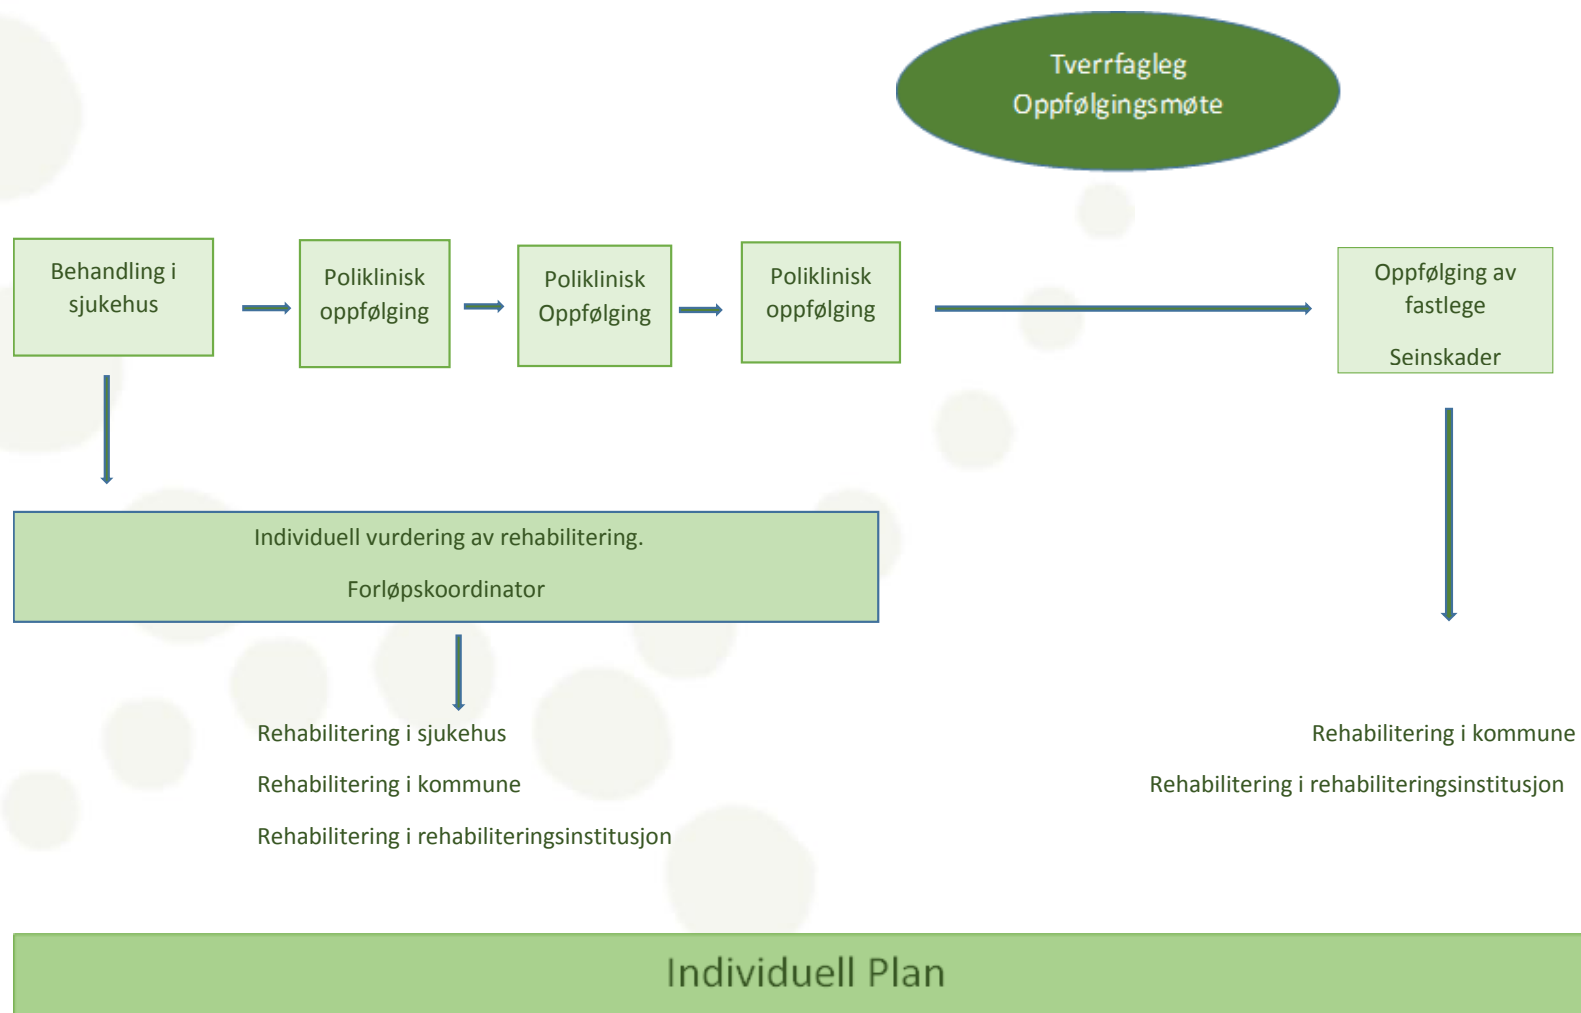 Tverrfagleg
Oppfølgingsmøte
Behandling i
sjukehus
Poliklinisk
oppfølging
Poliklinisk
Oppfølging
Poliklinisk
oppfølging
Oppfølging av
fastlege
Seinskader
Individuell vurdering av rehabilitering.
Forløpskoordinator
Rehabilitering i sjukehus
Rehabilitering i kommune
Rehabilitering i rehabiliteringsinstitusjon
Rehabilitering i kommune
Rehabilitering i rehabiliteringsinstitusjon
Individuell Plan